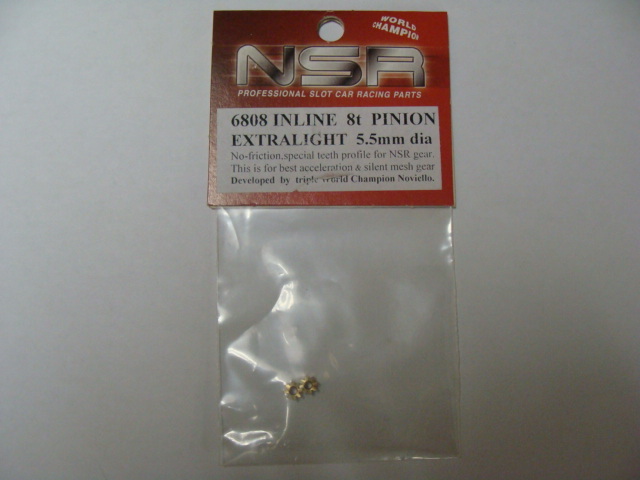 WORLD
CHAMPION
NSR
PROFESSIONAL SLOT CAR RACING PARTS
6808 INLINE 8t PINION
EXTRALIGHT 5.5mm dia
No-friction,special teeth profile for NSR gear.
This is for best acceleration & silent mesh gear
Developed by triple world Champion Noviello.